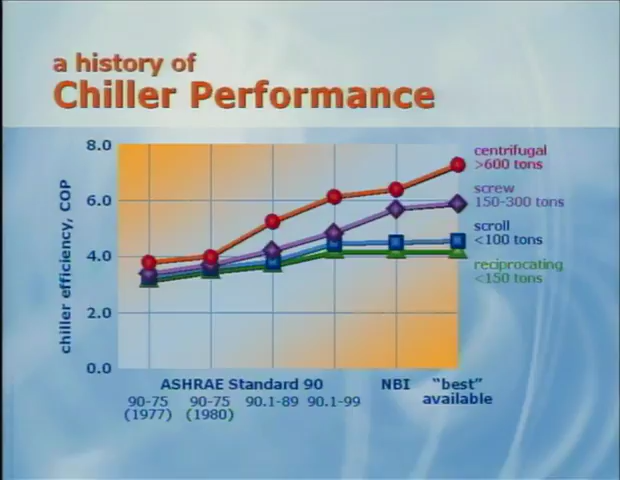 a history of
Chiller Performance
8.0
6.0
4.0
2.0
0.0
chiller efficiency, COP
centrifugal
>600 tons
screw
150-300 tons
scroll
<100 tons
reciprocating
<150 tons
ASHRAE Standard 90
90-75
(1977)
90-75
(1980)
90.1-89
90.1-99
NBI
"best"
available